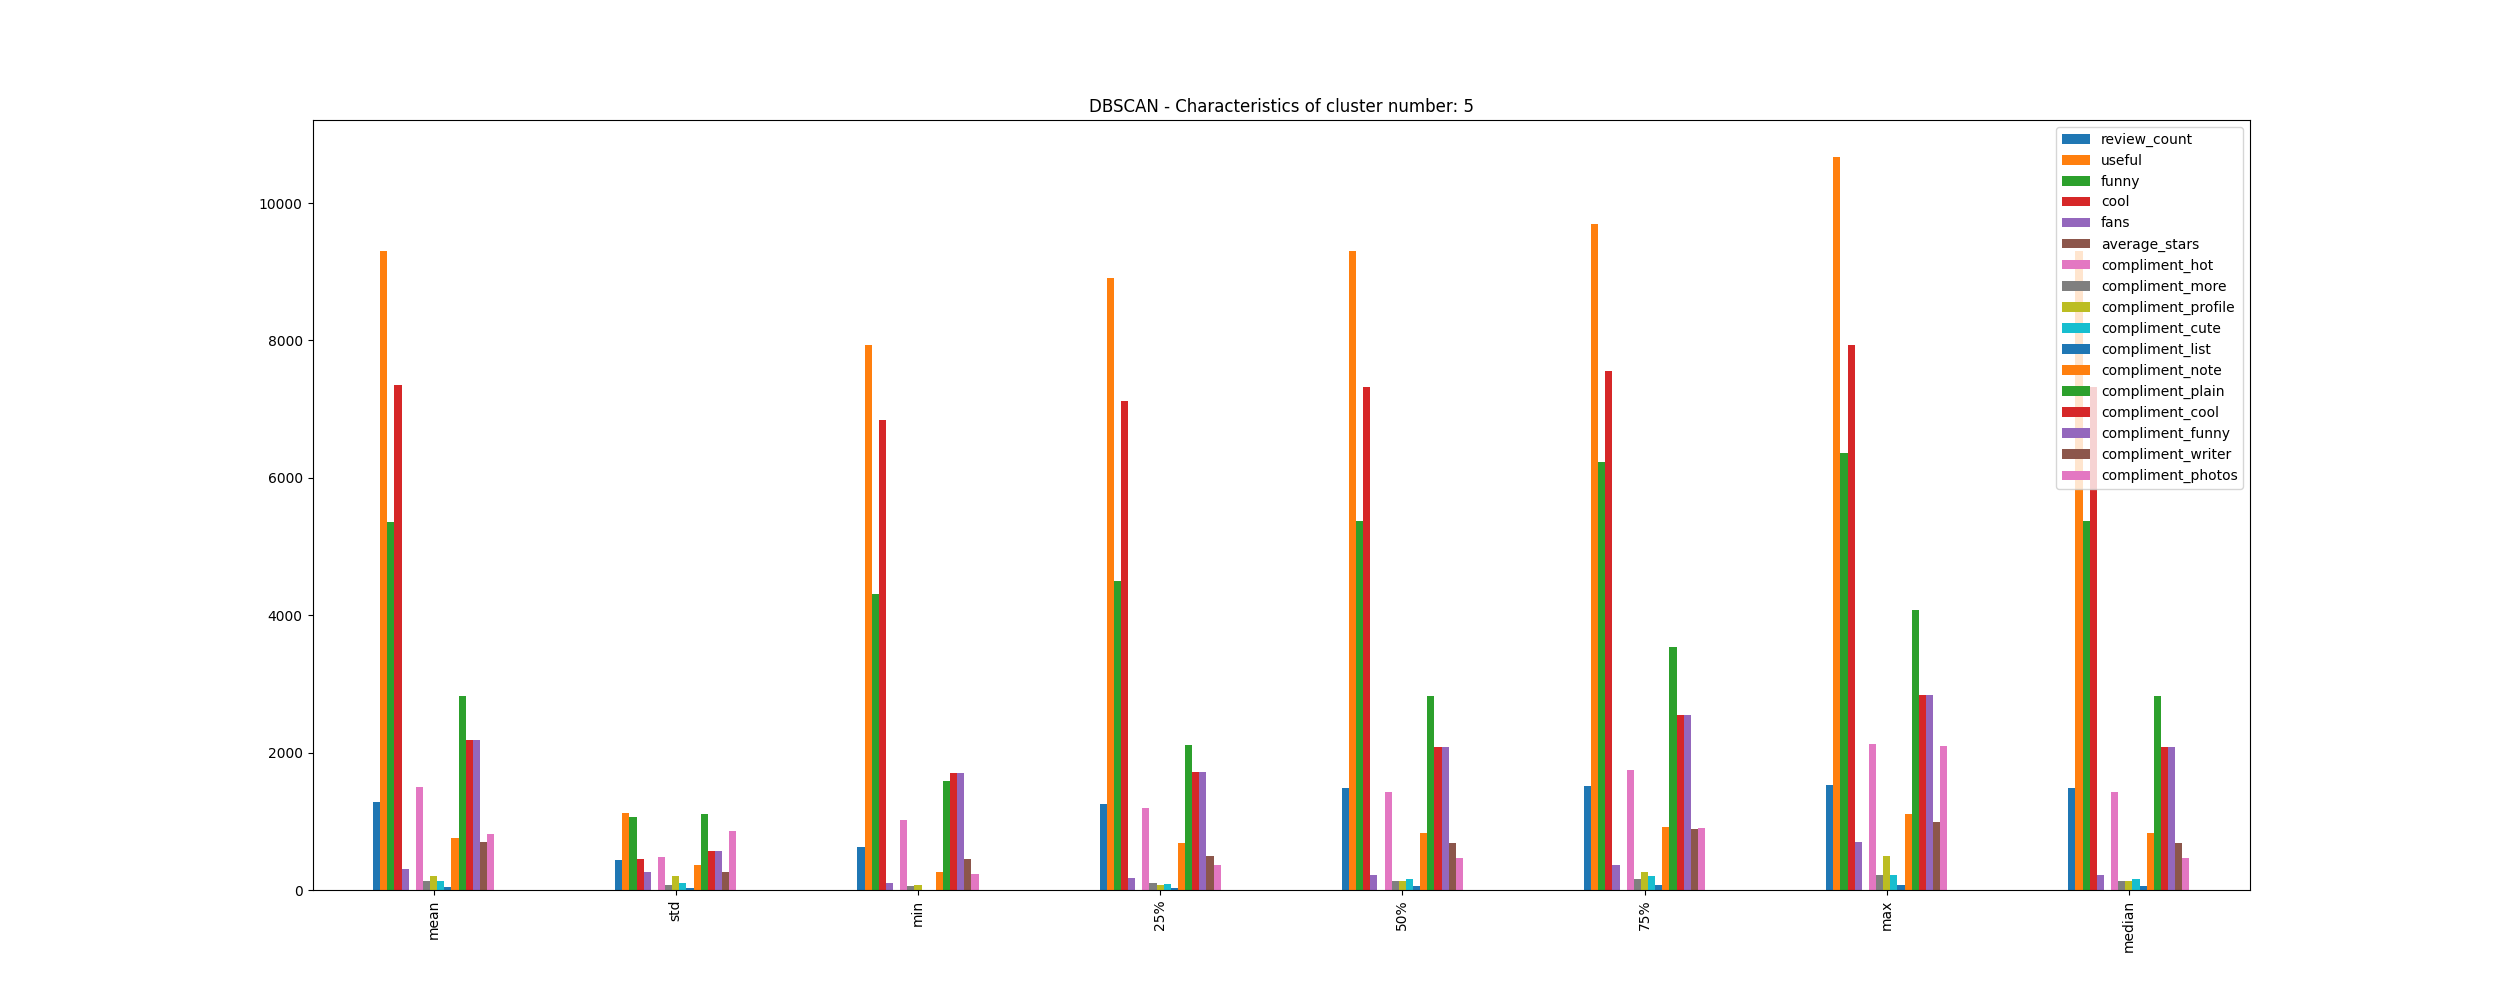 DBSCAN - Characteristics of cluster number: 5
10000
8000
6000
4000
2000
0
review_count
useful
funny
cool
fans
average_stars
compliment_hot
compliment_more
compliment_profile
compliment_cute
compliment_list
compliment_note
compliment_plain
compliment_cool
compliment_funny
compliment_writer
compliment_photos
mean
std
min
25%
50%
75%
max
median